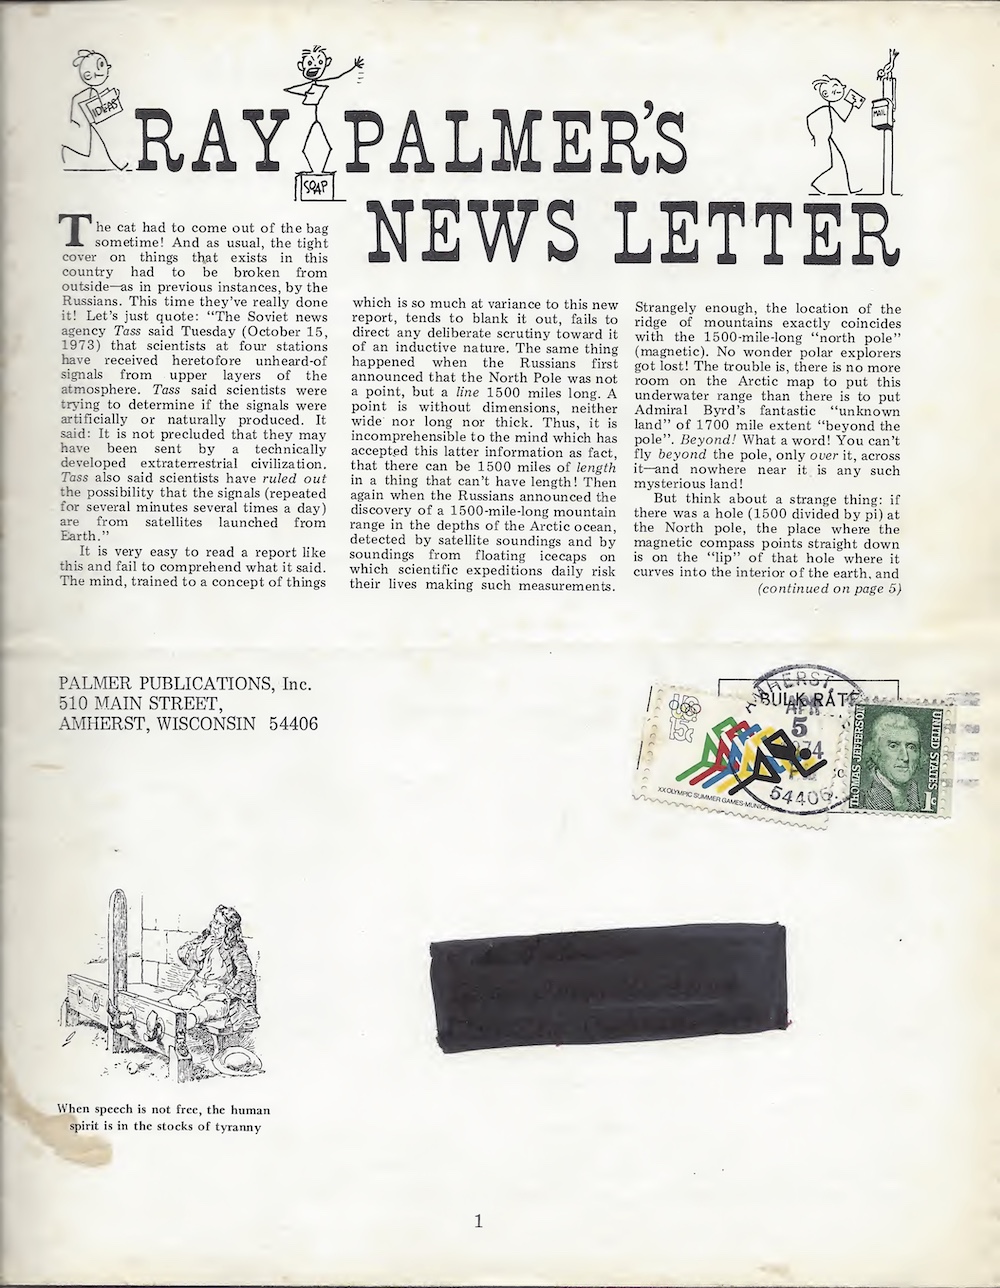 IDEAS
SOAP
MAIL
RAY PALMER'S
NEWS LETTER
The cat had to come out of the bag
sometime! And as usual, the tight
cover on things that exists in this
country had to be broken from
outside—as in previous instances, by the
Russians. This time they've really done
it! Let's just quote: “The Soviet news
agency Tass said Tuesday (October 15,
1973) that scientists at four stations
have received heretofore unheard-of
signals from upper layers of the
atmosphere. Tass said scientists were
trying to determine if the signals were
artificially or naturally produced. It
said: It is not precluded that they may
have been sent by a technically
developed extraterrestrial civilization.
Tass also said scientists have ruled out
the possibility that the signals (repeated
for several minutes several times a day)
are from satellites launched from
Earth.”
It is very easy to read a report like
this and fail to comprehend what it said.
The mind, trained to a concept of things
which is so much at variance to this new
report, tends to blank it out, fails to
direct any deliberate scrutiny toward it
of an inductive nature. The same thing
happened when the Russians first
announced that the North Pole was not
a point, but a line 1500 miles long. A
point is without dimensions, neither
wide nor long nor thick. Thus, it is
incomprehensible to the mind which has
accepted this latter information as fact,
that there can be 1500 miles of length
in a thing that can't have length! Then
again when the Russians announced the
discovery of a 1500-mile-long mountain
range in the depths of the Arctic ocean,
detected by satellite soundings and by
soundings from floating icecaps on
which scientific expeditions daily risk
their lives making such measurements.
Strangely enough, the location of the
ridge of mountains exactly coincides
with the 1500-mile-long “north pole”
(magnetic). No wonder polar explorers
got lost! The trouble is, there is no more
room on the Arctic map to put this
underwater range than there is to put
Admiral Byrd's fantastic “unknown
land” of 1700 mile extent “beyond the
pole”. Beyond! What a word! You can't
fly beyond the pole, only over it, across
it—and nowhere near it is any such
mysterious land!
But think about a strange thing: if
there was a hole (1500 divided by pi) at
the North pole, the place where the
magnetic compass points straight down
is on the “lip” of that hole where it
curves into the interior of the earth, and
(continued on page 5)
PALMER PUBLICATIONS, Inc.
510 MAIN STREET,
AMHERST, WISCONSIN 54406
BULK RATE
AMHERST,
APR
5
54406
15c
XX OLYMPIC SUMMER GAMES·MUNICH
THOMAS JEFFERSON
UNITED STATES
1c
When speech is not free, the human
spirit is in the stocks of tyranny
1